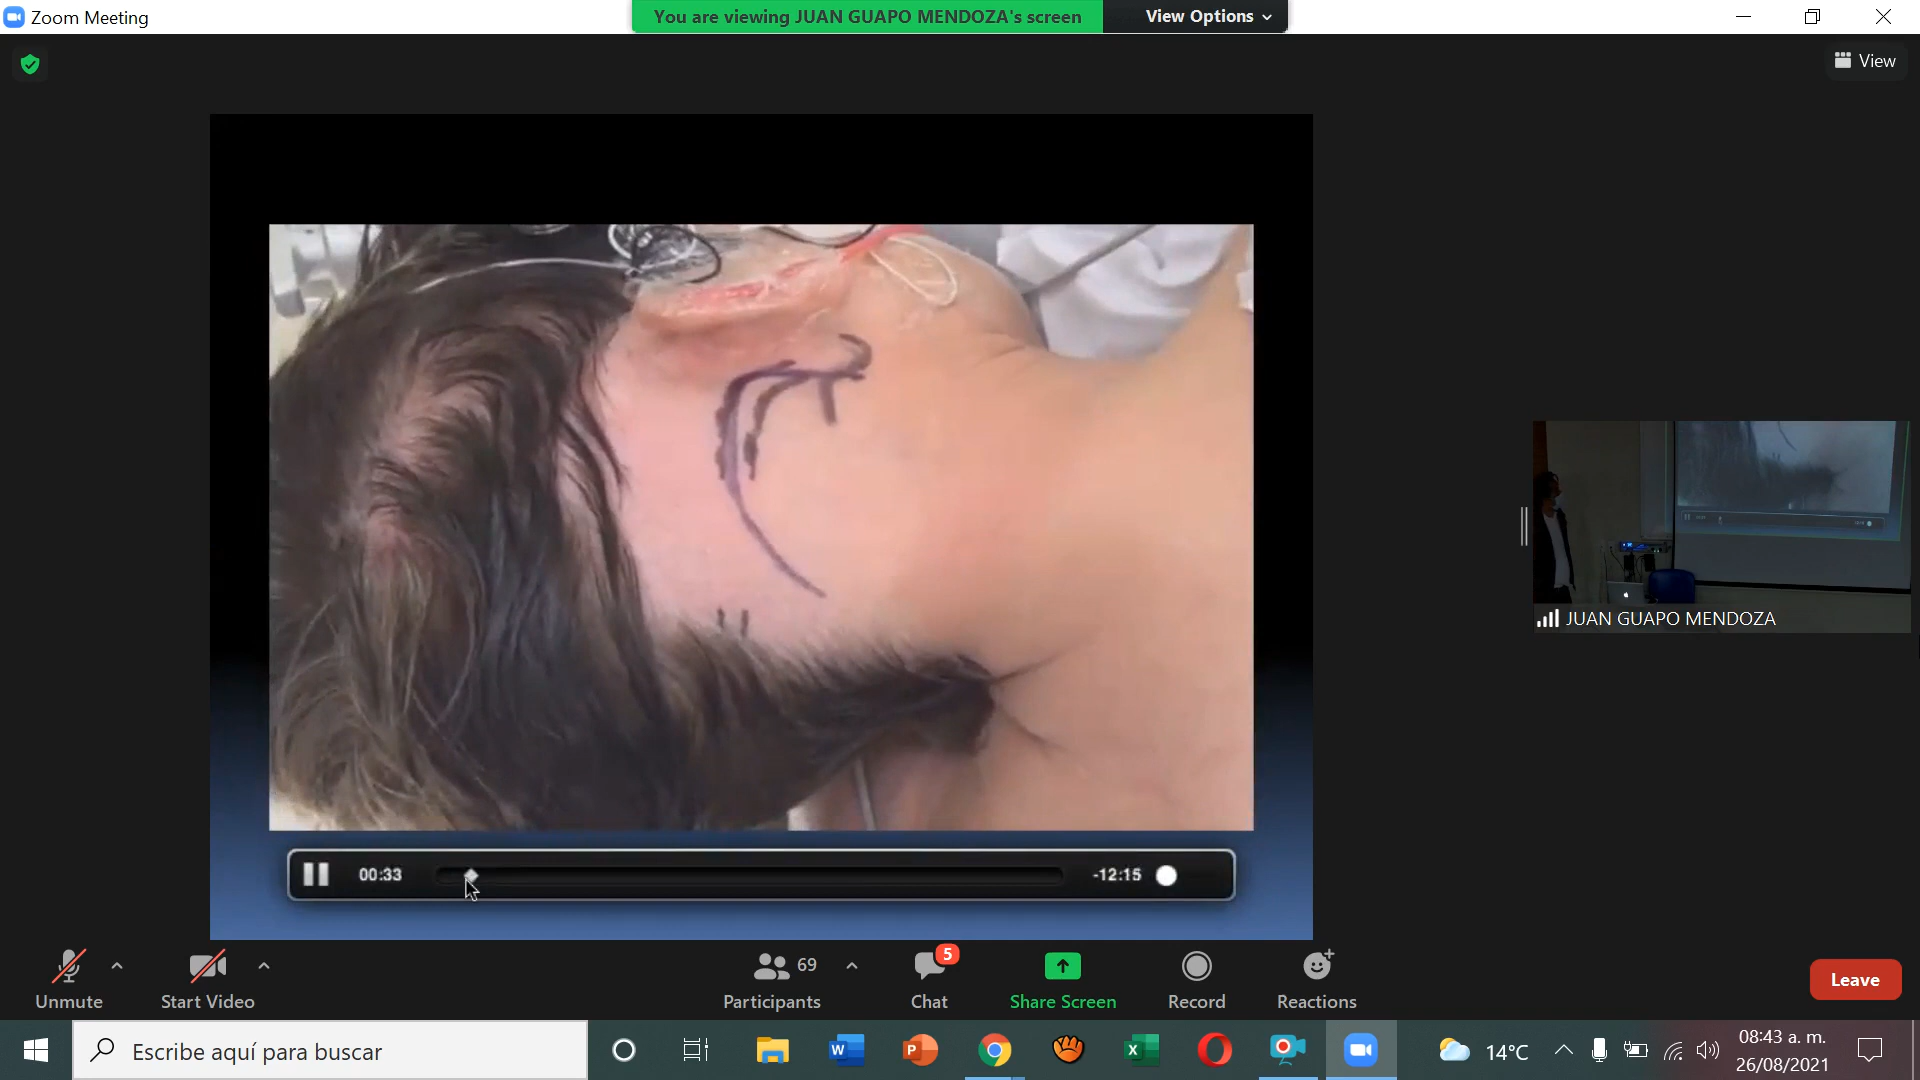 Zoom Meeting
You are viewing JUAN GUAPO MENDOZA's screen
View Options
View
JUAN GUAPO MENDOZA
00:33
-12:15
Unmute
Start Video
69
Participants
5
Chat
Share Screen
Record
Reactions
Leave
Escribe aquí para buscar
14°C
08:43 a. m.
26/08/2021